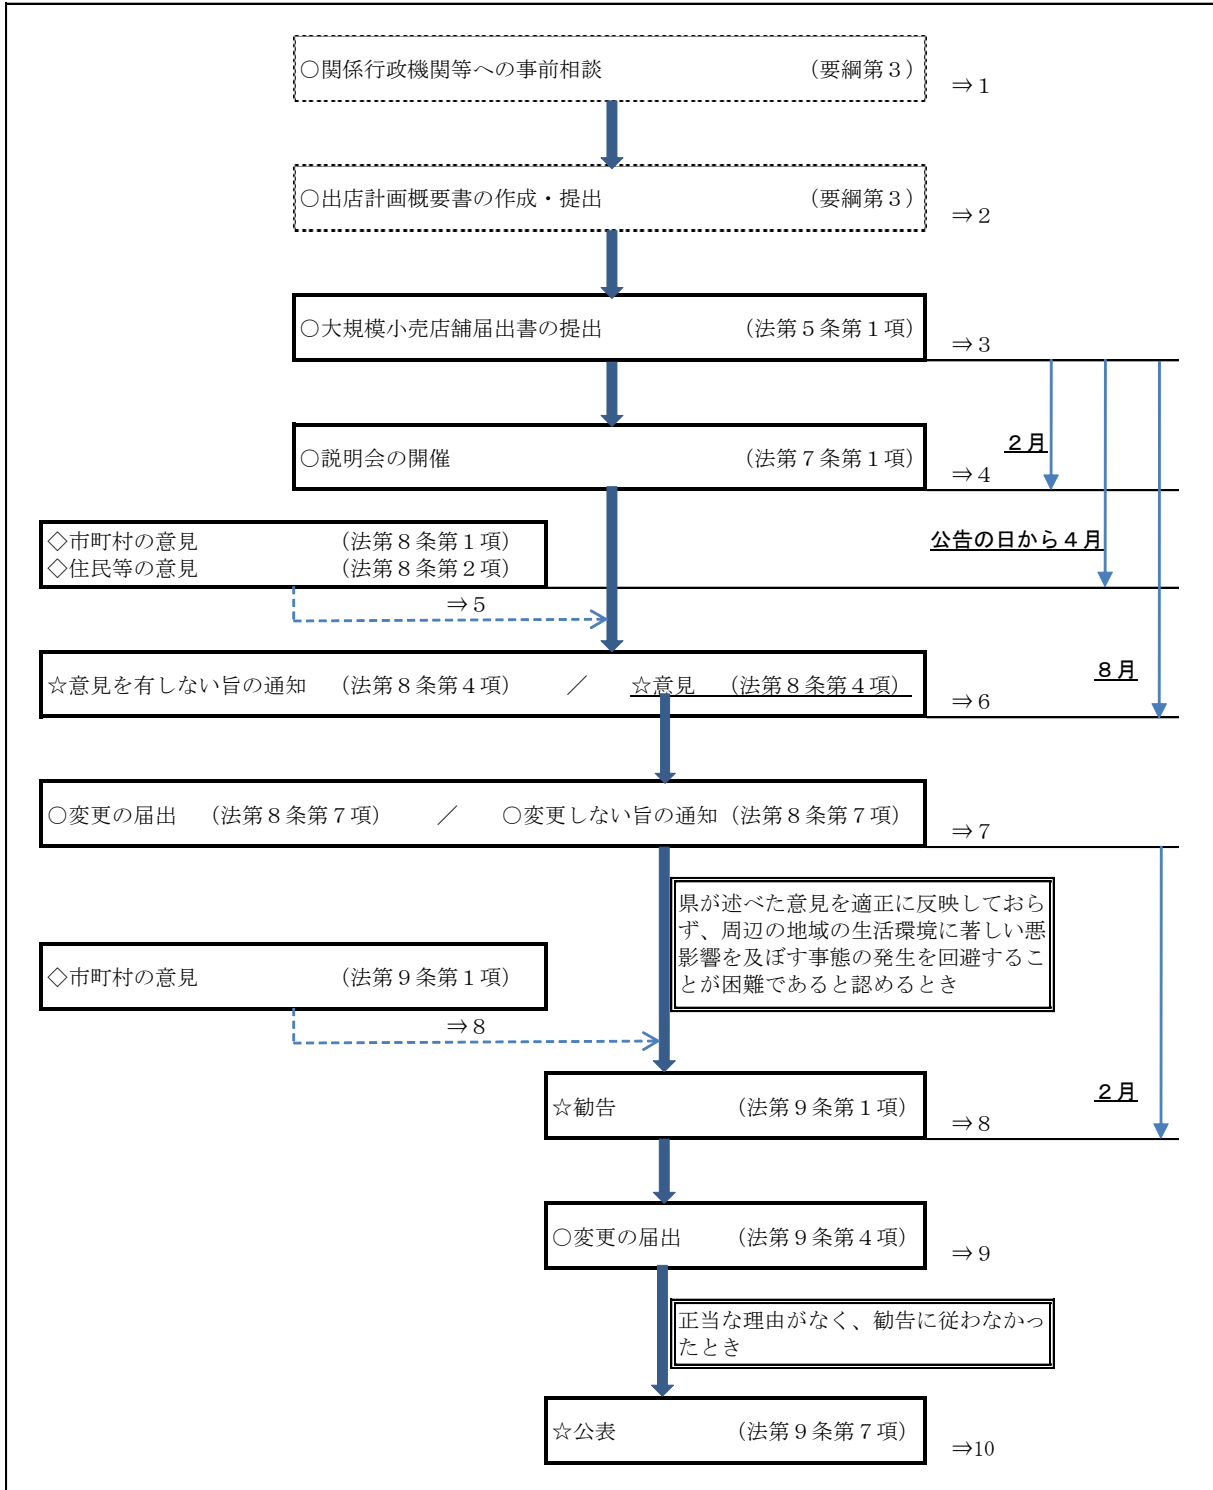 ○関係行政機関等への事前相談 （要綱第３）
⇒１
○出店計画概要書の作成・提出 （要綱第３）
⇒２
○大規模小売店舗届出書の提出 （法第５条第１項）
⇒３
○説明会の開催 （法第７条第１項）
２月
⇒４
◇市町村の意見 （法第８条第１項）
◇住民等の意見 （法第８条第２項）
公告の日から４月
⇒５
☆意見を有しない旨の通知 （法第８条第４項） ／ ☆意見 （法第８条第４項）
８月
⇒６
○変更の届出 （法第８条第７項） ／ ○変更しない旨の通知（法第８条第７項）
⇒７
県が述べた意見を適正に反映しておら
ず、周辺の地域の生活環境に著しい悪
影響を及ぼす事態の発生を回避するこ
とが困難であると認めるとき
◇市町村の意見 （法第９条第１項）
⇒８
☆勧告 （法第９条第１項）
２月
⇒８
○変更の届出 （法第９条第４項）
⇒９
正当な理由がなく、勧告に従わなかっ
たとき
☆公表 （法第９条第７項）
⇒10